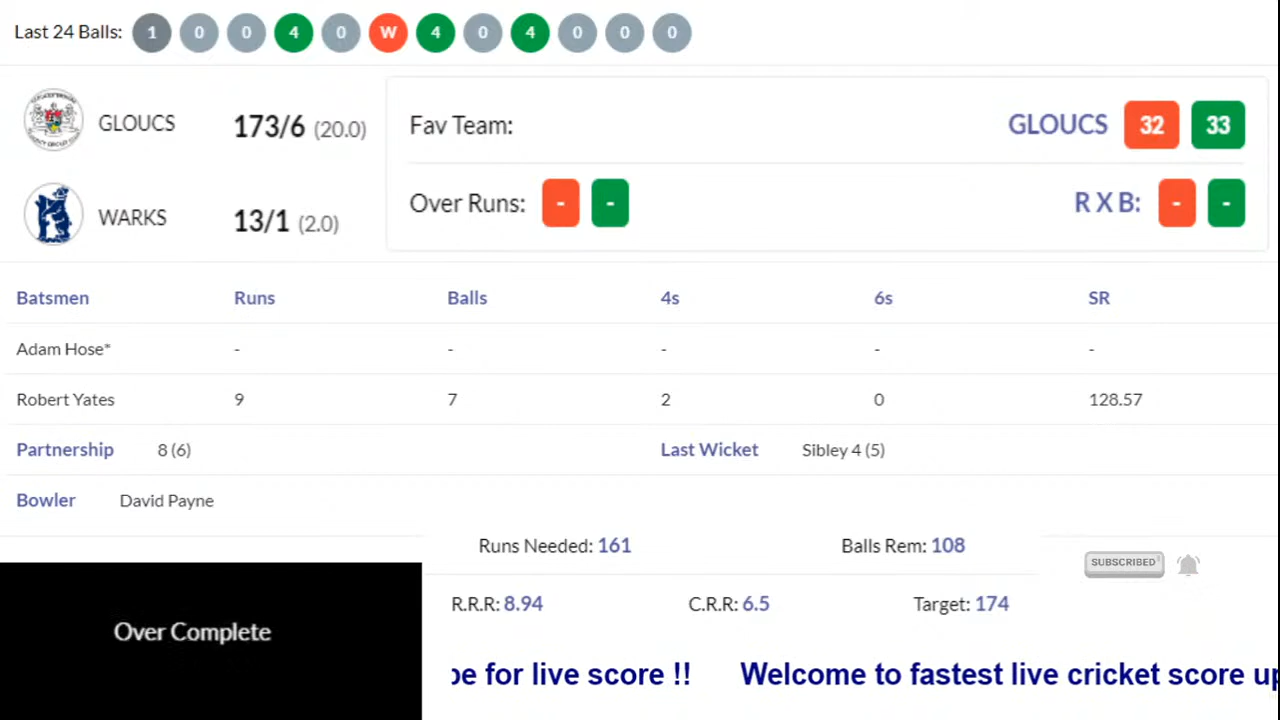 Last 24 Balls: 1 0 0 4 0 W 4 0 4 0 0 0
GLOUCS 173/6 (20.0)
WARKS 13/1 (2.0)
Fav Team: GLOUCS 32 33
Over Runs: - - R X B: - -
Batsmen Runs Balls 4s 6s SR
Adam Hose* - - - - -
Robert Yates 9 7 2 0 128.57
Partnership 8 (6) Last Wicket Sibley 4 (5)
Bowler David Payne
Runs Needed: 161 Balls Rem: 108
SUBSCRIBED
R.R.R: 8.94 C.R.R: 6.5 Target: 174
Over Complete
be for live score !! Welcome to fastest live cricket score up